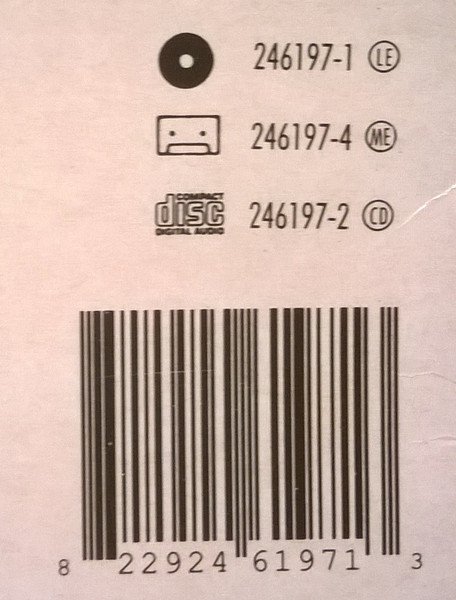 246197-1 LE
246197-4 ME
COMPACT
disc
DIGITAL AUDIO
246197-2 CD
8 22924 61971 3